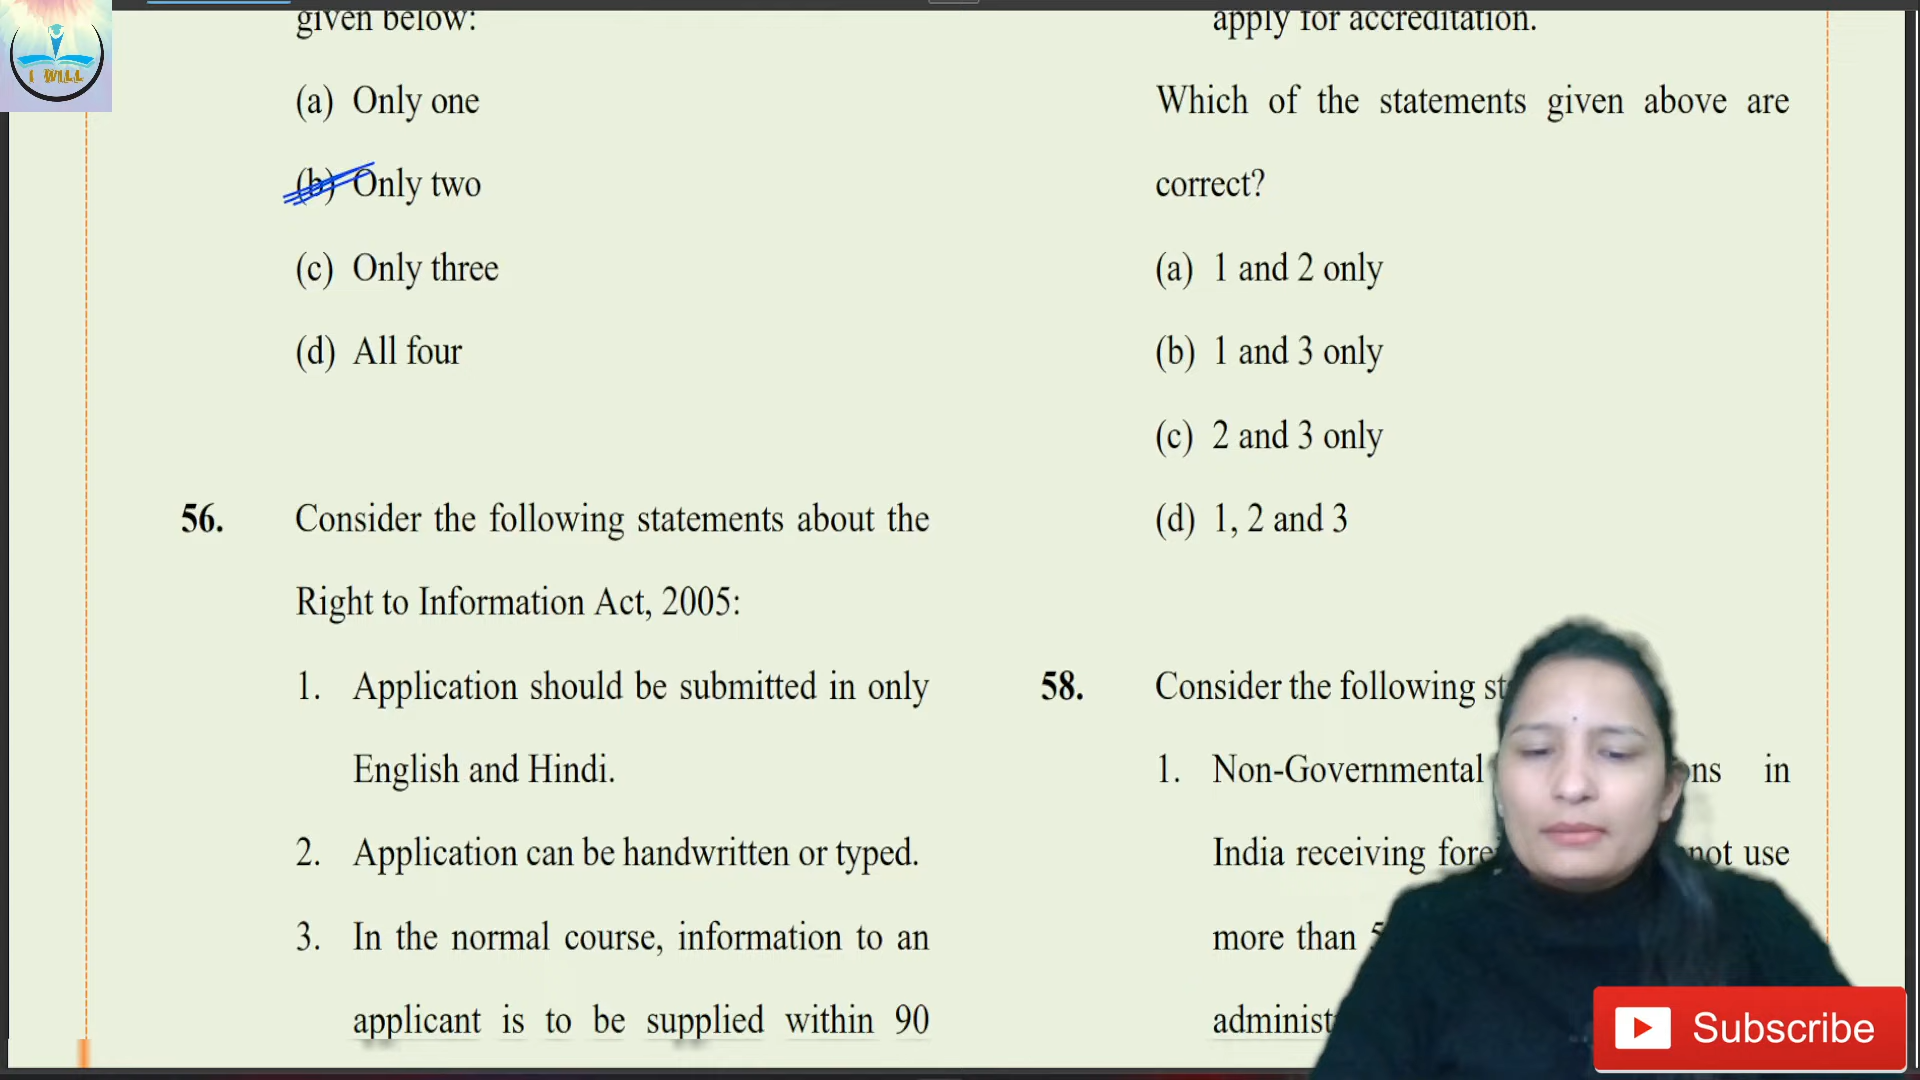 I WILL
given below:
(a) Only one
(b) Only two
(c) Only three
(d) All four
56. Consider the following statements about the
Right to Information Act, 2005:
1. Application should be submitted in only
English and Hindi.
2. Application can be handwritten or typed.
3. In the normal course, information to an
applicant is to be supplied within 90
apply for accreditation.
Which of the statements given above are
correct?
(a) 1 and 2 only
(b) 1 and 3 only
(c) 2 and 3 only
(d) 1, 2 and 3
58. Consider the following
1. Non-Governmental in
India receiving not use
more than
Subscribe